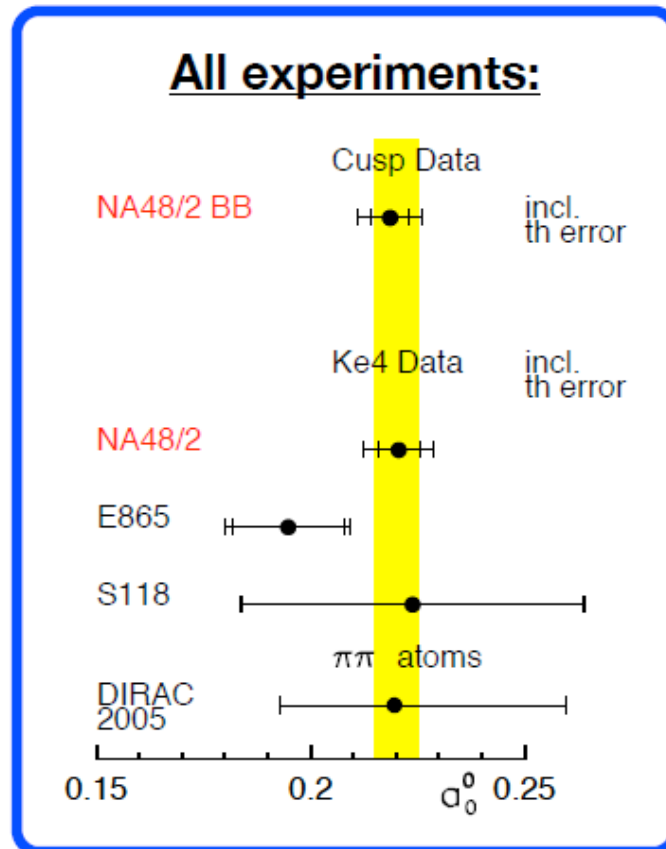 All experiments:
Cusp Data
NA48/2 BB
incl.
th error
Ke4 Data
incl.
th error
NA48/2
E865
S118
ππ atoms
DIRAC
2005
0.15 0.2 a₀⁰ 0.25